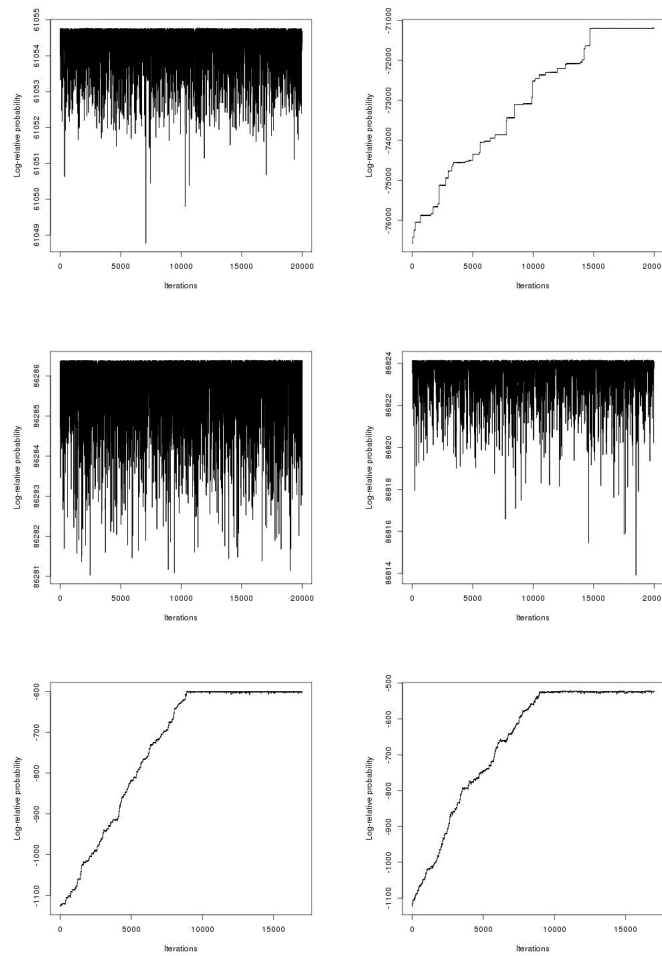 61055
61054
61053
61052
61051
61050
61049
Log-relative probability
0 5000 10000 15000 20000
Iterations
-71000
-72000
-73000
-74000
-75000
-76000
Log-relative probability
0 5000 10000 15000 20000
Iterations
86286
86285
86284
86283
86282
86281
Log-relative probability
0 5000 10000 15000 20000
Iterations
86824
86822
86820
86818
86816
86814
Log-relative probability
0 5000 10000 15000 20000
Iterations
-600
-700
-800
-900
-1000
-1100
Log-relative probability
0 5000 10000 15000
Iterations
-500
-600
-700
-800
-900
-1000
-1100
Log-relative probability
0 5000 10000 15000
Iterations